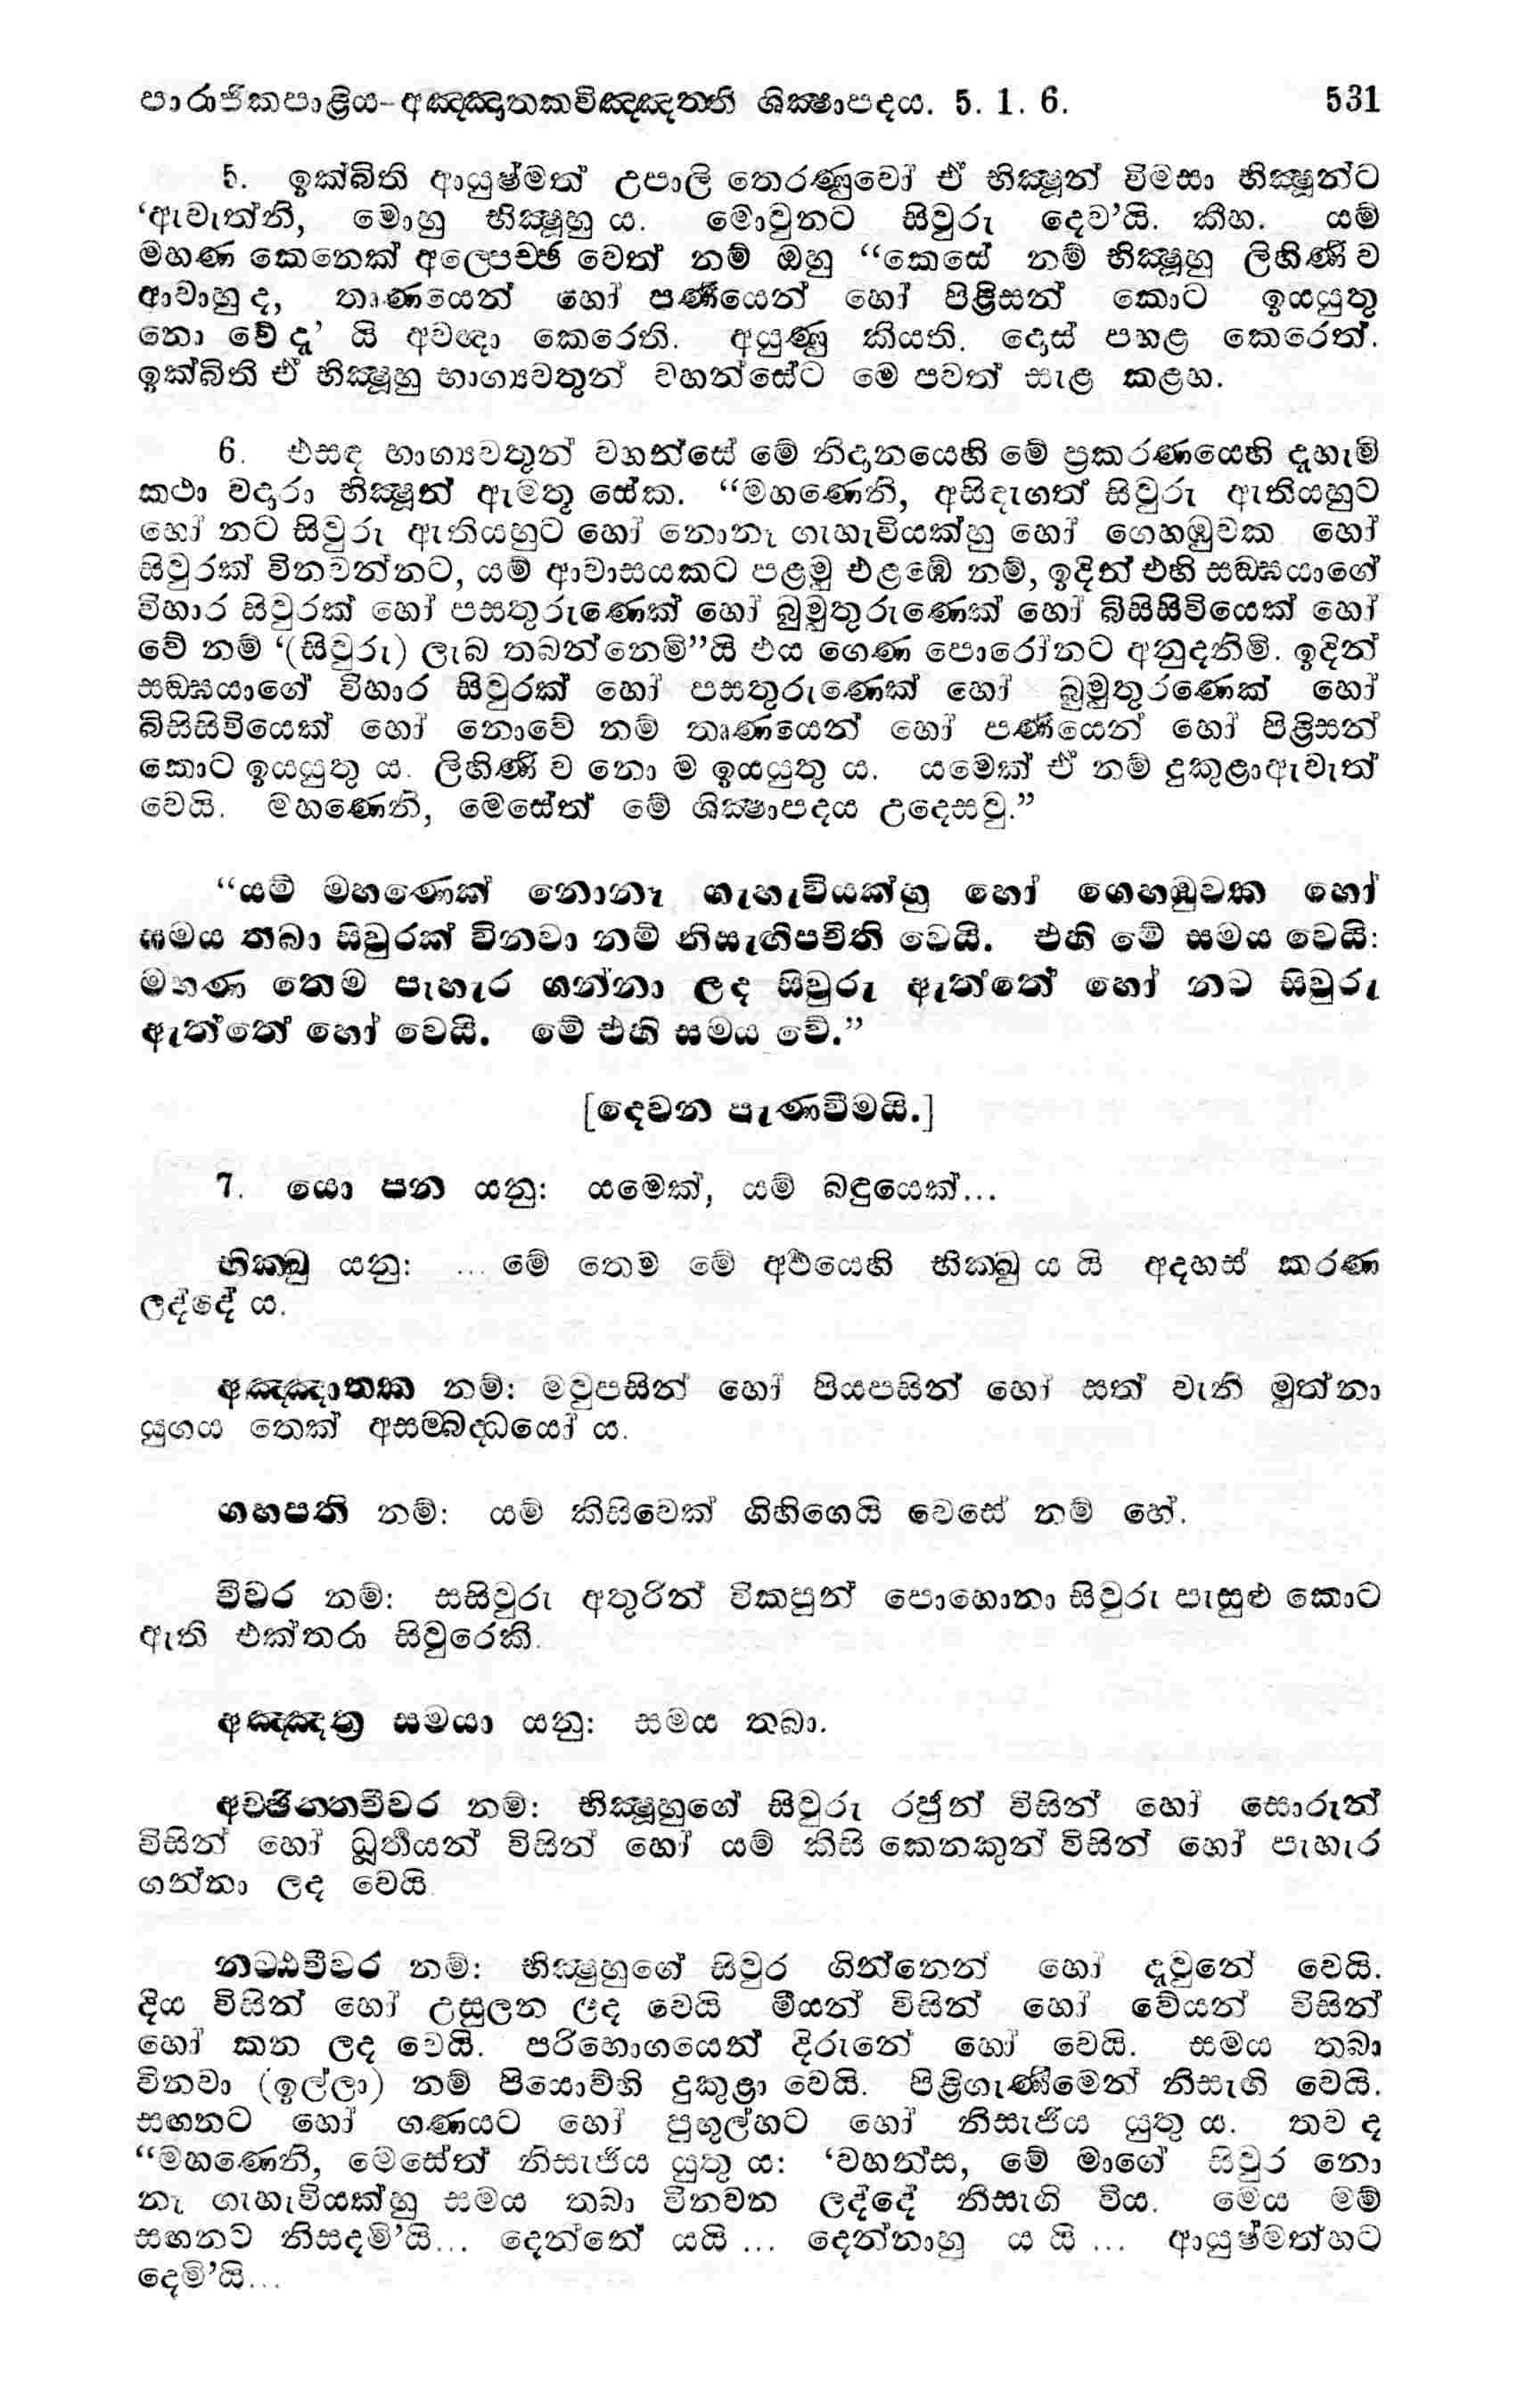 පාරාජිකපාළිය-අඤ්ඤාතකවිඤ්ඤත්ති ශික්‍ෂාපදය. 5. 1. 6. 531
5. ඉක්බිති ආයුෂ්මත් උපාලි තෙරණුවෝ ඒ භික්‍ෂූන් විමසා භික්‍ෂූන්ට
‘ඇවැත්නි, මොහු භික්‍ෂූහු ය. මොවුනට සිවුරු දෙව’යි. කීහ. යම්
මහණ කෙනෙක් අල්පෙච්ඡ වෙත් නම් ඔහු “කෙසේ නම් භික්‍ෂූහු ලිහිණි ව
ආවාහු ද, තෘණයෙන් හෝ පර්‍ණයෙන් හෝ පිළිසන් කොට ඉයයුතු
නො වේ දැ’ යි අවඥා කෙරෙති. අයුණු කියති. දොස් පහළ කෙරෙත්.
ඉක්බිති ඒ භික්‍ෂූහු භාග්‍යවතුන් වහන්සේට මෙ පවත් සැළ කළහ.
6. එසඳ භාග්‍යවතුන් වහන්සේ මේ නිදානයෙහි මේ ප්‍රකරණයෙහි දැහැමි
කථා වදාරා භික්‍ෂූන් ඇමතූ සේක. “මහණෙනි, අසිඳැගත් සිවුරු ඇතියහුට
හෝ නට සිවුරු ඇතියහුට හෝ නොනෑ ගැහැවියක්හු හෝ ගෙහඹුවක හෝ
සිවුරක් විනවන්නට, යම් ආවාසයකට පළමු එළඹේ නම්, ඉදින් එහි සඞ්ඝයාගේ
විහාර සිවුරක් හෝ පසතුරුණෙක් හෝ බුමුතුරුණෙක් හෝ බිසිසිවියෙක් හෝ
වේ නම් ‘(සිවුරු) ලැබ තබන්නෙමි”යි එය ගෙණ පොරෝනට අනුදනිමි. ඉදින්
සඞ්ඝයාගේ විහාර සිවුරක් හෝ පසතුරුණෙක් හෝ බුමුතුරණෙක් හෝ
බිසිසිවියෙක් හෝ නොවේ නම් තෘණයෙන් හෝ පර්‍ණයෙන් හෝ පිළිසන්
කොට ඉයයුතු ය. ලිහිණි ව නො ම ඉයයුතු ය. යමෙක් ඒ නම් දුකුළාඇවැත්
වෙයි. මහණෙනි, මෙසේත් මේ ශික්‍ෂාපදය උදෙසවු.”
“යම් මහණෙක් නොනෑ ගැහැවියක්හු හෝ ගෙහඹුවක හෝ
සමය තබා සිවුරක් විනවා නම් නිසැඟිපචිති වෙයි. එහි මේ සමය වෙයි:
මහණ තෙම පැහැර ගන්නා ලද සිවුරු ඇත්තේ හෝ නට සිවුරු
ඇත්තේ හෝ වෙයි. මේ එහි සමය වේ.”
[දෙවන පැණවීමයි.]
7. යො පන යනු: යමෙක්, යම් බඳුයෙක්...
භික්ඛු යනු: ... මේ තෙම මේ අර්‍ථයෙහි භික්ඛු ය යි අදහස් කරණ
ලද්දේ ය.
අඤ්ඤාතක නම්: මවුපසින් හෝ පියපසින් හෝ සත් වැනි මුත්නා
යුගය තෙක් අසම්බද්ධයෝ ය.
ගහපති නම්: යම් කිසිවෙක් ගිහිගෙයි වෙසේ නම් හේ.
චීවර නම්: සසිවුරු අතුරින් විකපුන් පොහොනා සිවුරු පැසුළු කොට
ඇති එක්තරා සිවුරෙකි.
අඤ්ඤත්‍ර සමයා යනු: සමය තබා.
අච්ඡින්නචීවර නම්: භික්‍ෂූහුගේ සිවුරු රජුන් විසින් හෝ සොරුන්
විසින් හෝ ධූර්‍තයන් විසින් හෝ යම් කිසි කෙනකුන් විසින් හෝ පැහැර
ගන්නා ලද වෙයි.
නට්ඨචීවර නම්: භික්‍ෂුහුගේ සිවුර ගින්නෙන් හෝ දැවුනේ වෙයි.
දිය විසින් හෝ උසුලන ලද වෙයි මීයන් විසින් හෝ වේයන් විසින්
හෝ කන ලද වෙයි. පරිභොගයෙන් දිරුනේ හෝ වෙයි. සමය තබා
විනවා (ඉල්ලා) නම් පියොව්හි දුකුළා වෙයි. පිළිගැණීමෙන් නිසැඟි වෙයි.
සඟනට හෝ ගණයට හෝ පුඟුල්හට හෝ නිසැජිය යුතු ය. තව ද
“මහණෙනි, මෙසේත් නිසැජිය යුතු ය: ‘වහන්ස, මේ මාගේ සිවුර නො
නෑ ගැහැවියක්හු සමය තබා විනවන ලද්දේ නිසැගි විය. මෙය මම්
සඟනට නිසදමි’යි... දෙන්නේ යයි ... දෙන්නාහු ය යි ... ආයුෂ්මත්හට
දෙමි’යි...